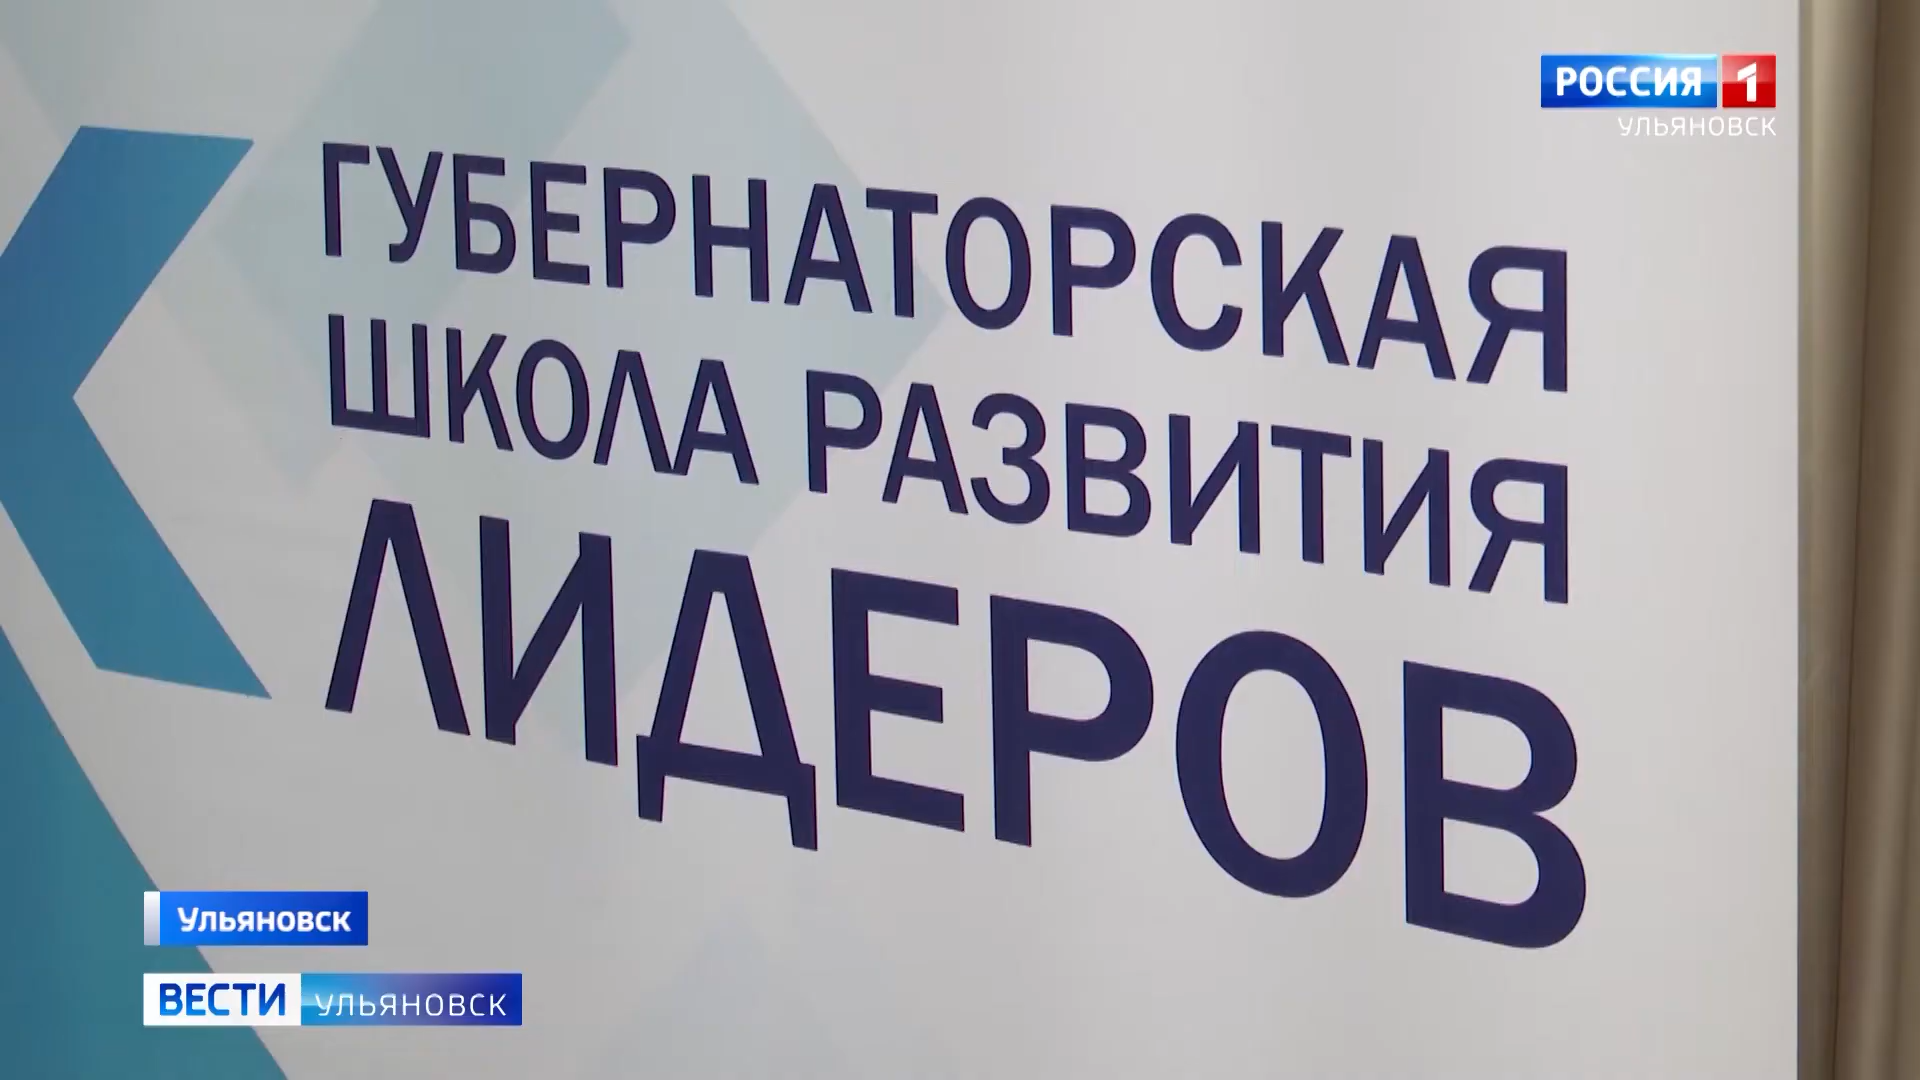 РОССИЯ 1
УЛЬЯНОВСК
ГУБЕРНАТОРСКАЯ
ШКОЛА РАЗВИТИЯ
ЛИДЕРОВ
Ульяновск
ВЕСТИ УЛЬЯНОВСК